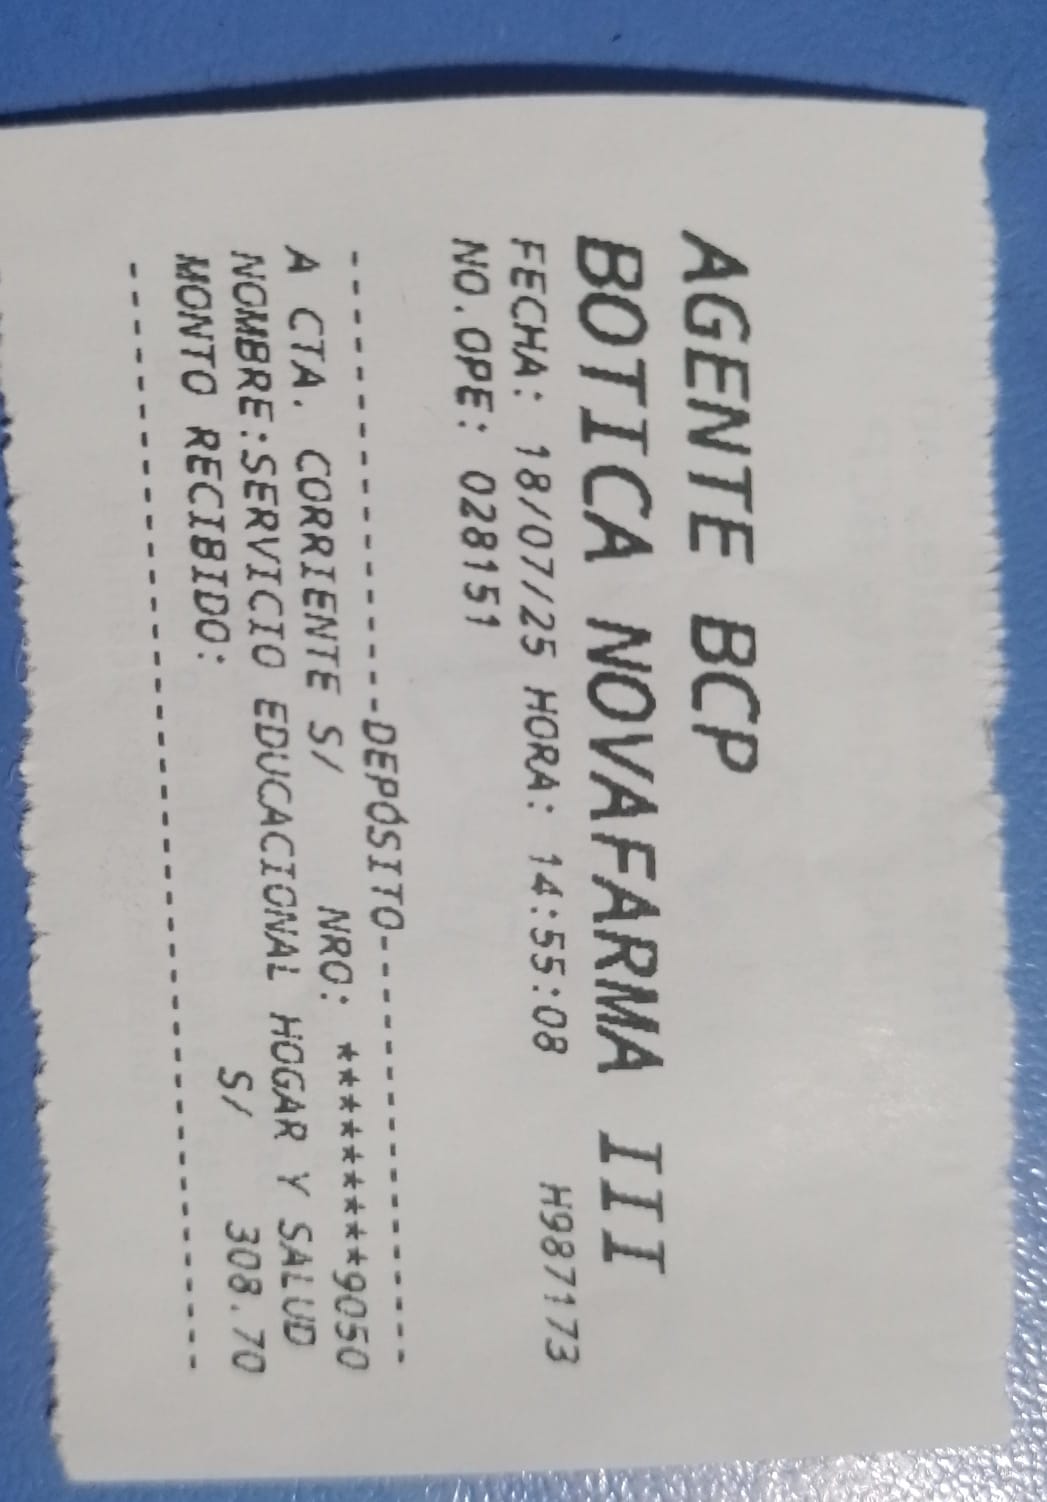 AGENTE BCP
BOTICA NOVAFARMA III
FECHA: 18/07/25 HORA: 14:55:08 H987173
NO.OPE: 028151
------------------DEPÓSITO------------------
A CTA. CORRIENTE S/ NRO: **********9050
NOMBRE:SERVICIO EDUCACIONAL HOGAR Y SALUD
MONTO RECIBIDO: S/ 308.70
--------------------------------------------